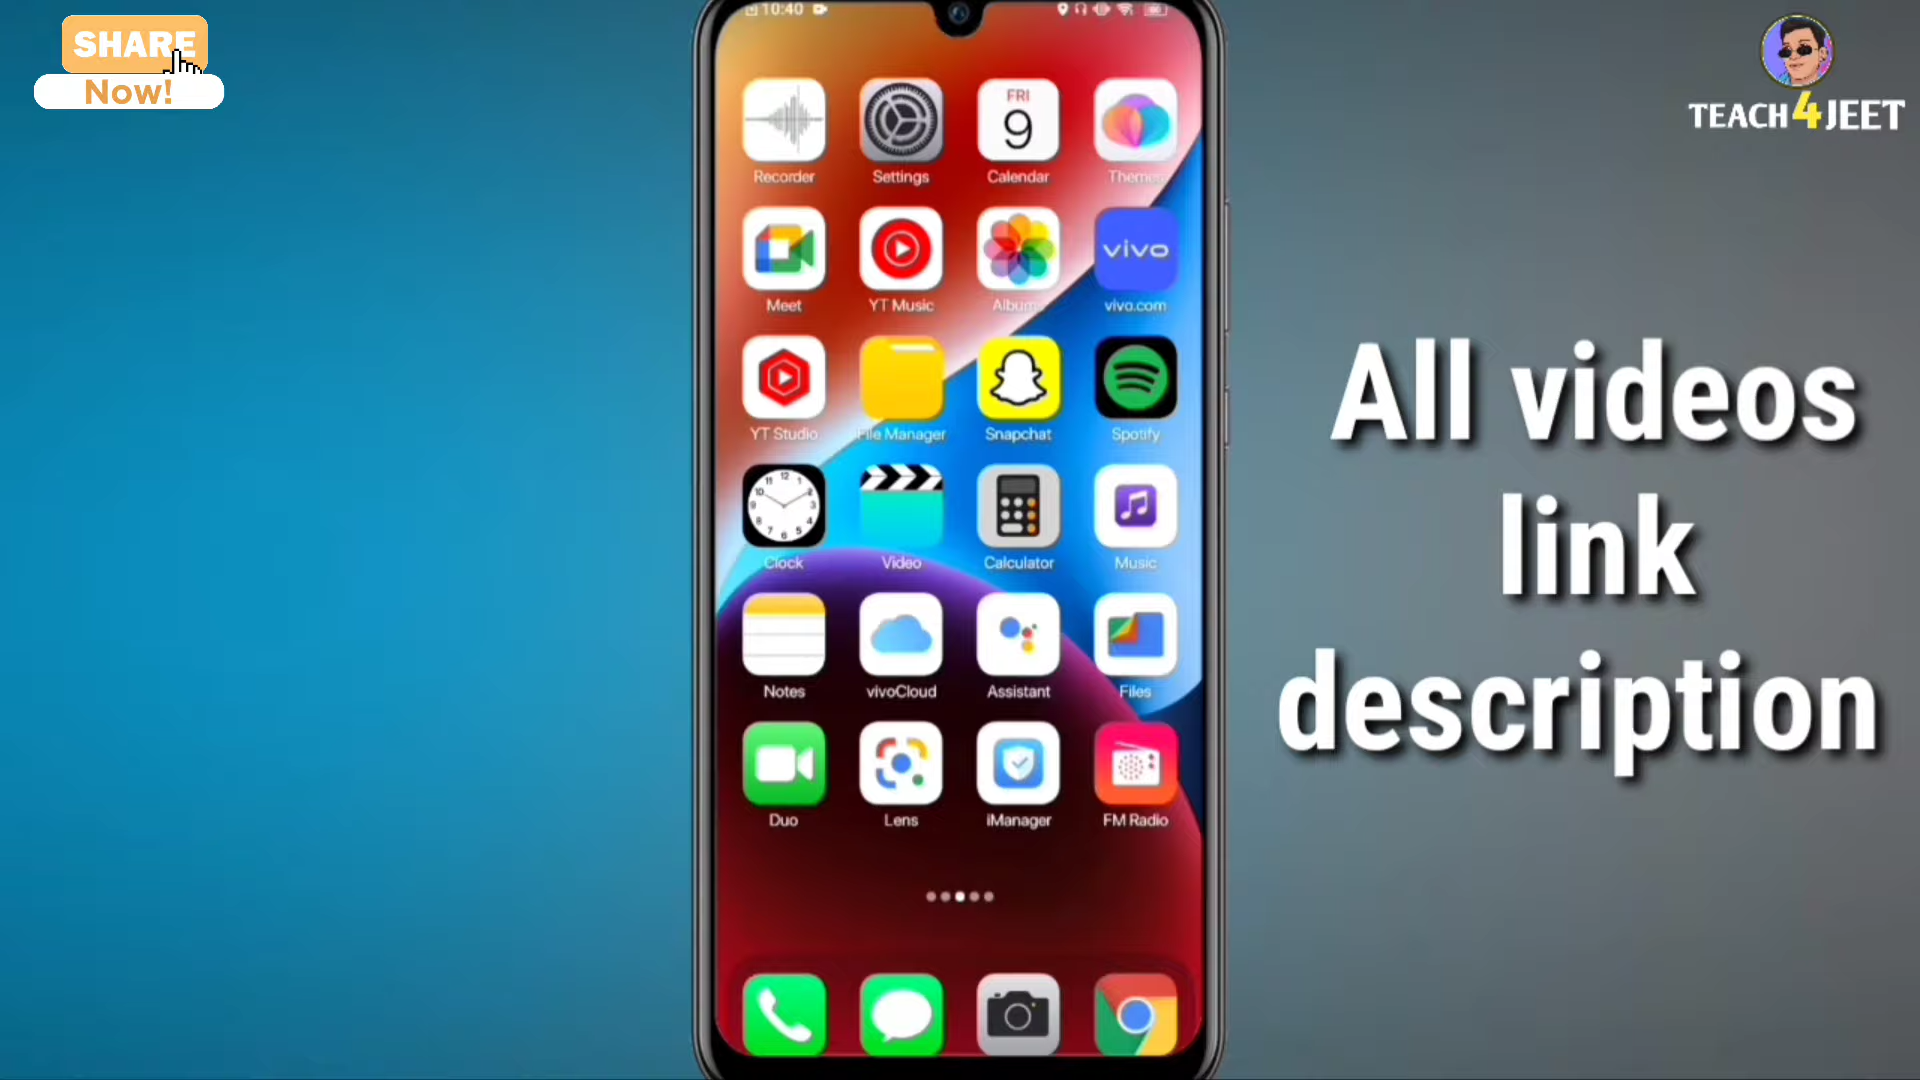 SHARE
Now!
TEACH4JEET
10:40
FRI
9
Recorder
Settings
Calendar
Themes
vivo
Meet
YT Music
Albums
vivo.com
YT Studio
File Manager
Snapchat
Spotify
Clock
Video
Calculator
Music
Notes
vivoCloud
Assistant
Files
Duo
Lens
iManager
FM Radio
All videos
link
description